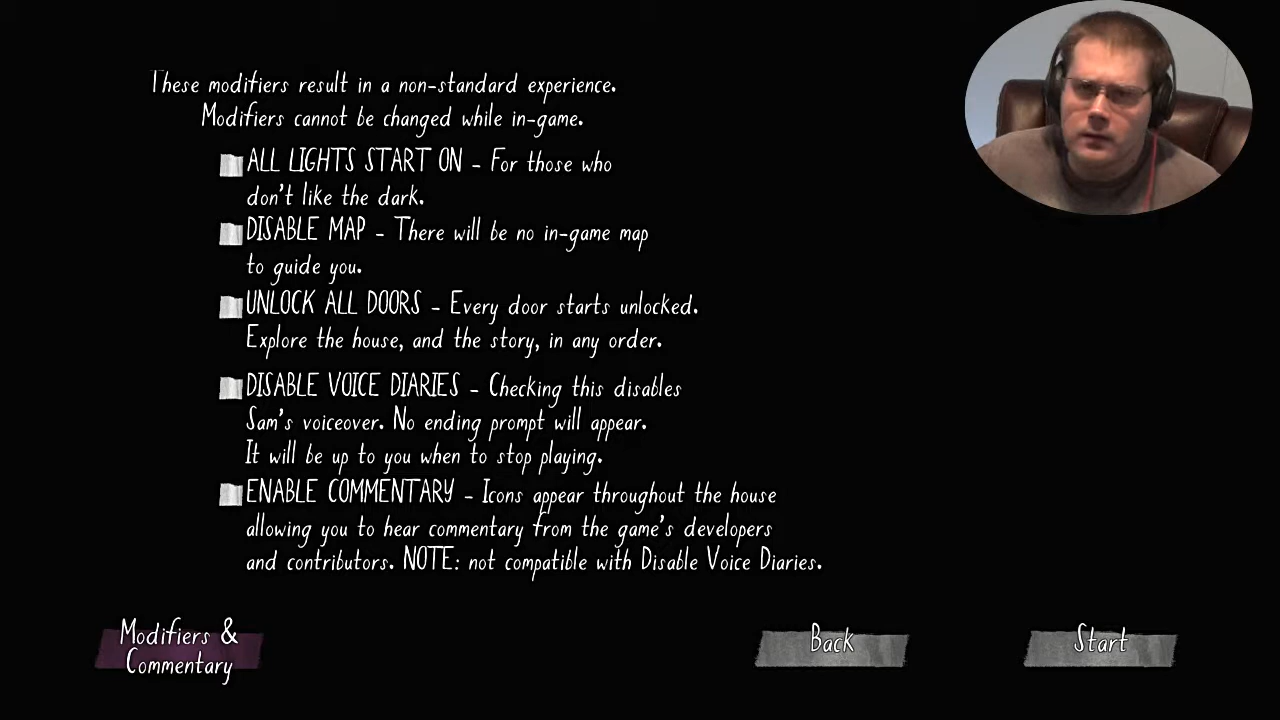 These modifiers result in a non-standard experience.
Modifiers cannot be changed while in-game.
ALL LIGHTS START ON - For those who
don't like the dark.
DISABLE MAP - There will be no in-game map
to guide you.
UNLOCK ALL DOORS - Every door starts unlocked.
Explore the house, and the story, in any order.
DISABLE VOICE DIARIES - Checking this disables
Sam's voiceover. No ending prompt will appear.
It will be up to you when to stop playing.
ENABLE COMMENTARY - Icons appear throughout the house
allowing you to hear commentary from the game's developers
and contributors. NOTE: not compatible with Disable Voice Diaries.
Modifiers &
Commentary
Back
Start